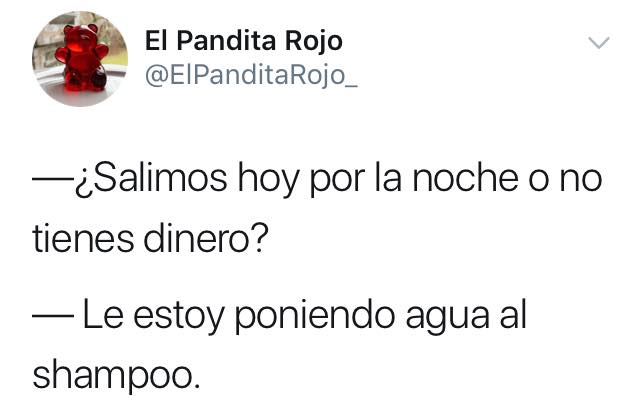 El Pandita Rojo
@ElPanditaRojo_
—¿Salimos hoy por la noche o no
tienes dinero?
— Le estoy poniendo agua al
shampoo.